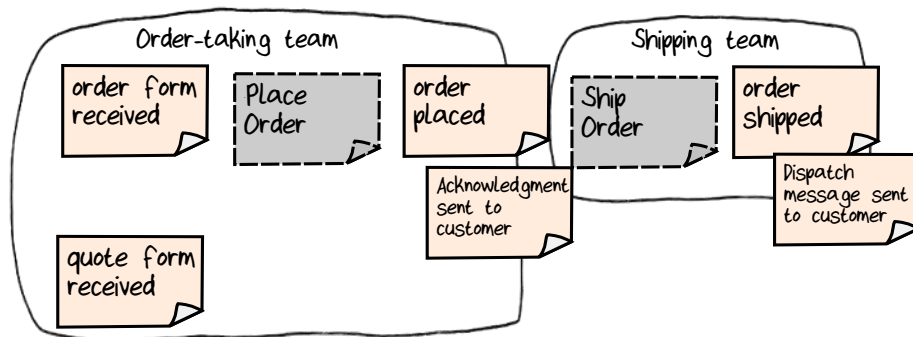 Order-taking team
order form
received
Place
Order
order
placed
Acknowledgment
sent to
customer
quote form
received
Shipping team
Ship
Order
order
shipped
Dispatch
message sent
to customer